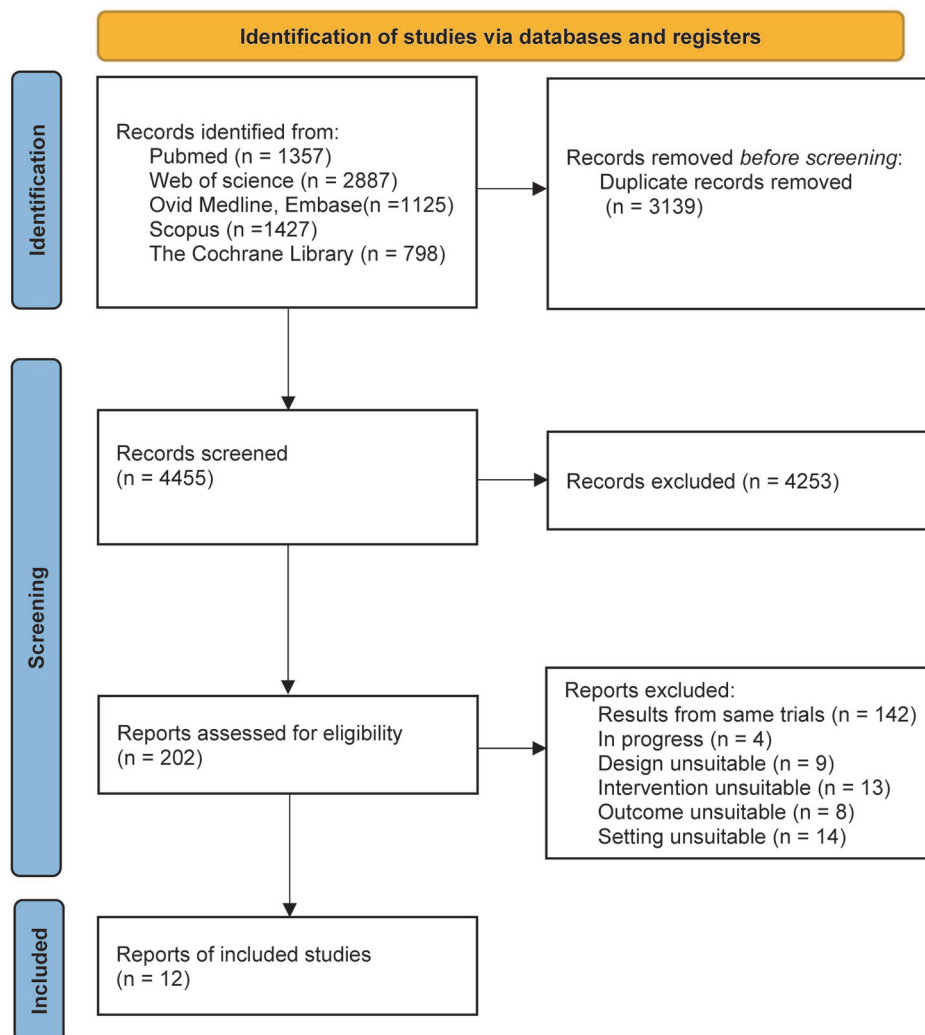 Identification of studies via databases and registers
Identification
Records identified from:
Pubmed (n = 1357)
Web of science (n = 2887)
Ovid Medline, Embase(n =1125)
Scopus (n =1427)
The Cochrane Library (n = 798)
Records removed before screening:
Duplicate records removed
(n = 3139)
Screening
Records screened
(n = 4455)
Records excluded (n = 4253)
Reports assessed for eligibility
(n = 202)
Reports excluded:
Results from same trials (n = 142)
In progress (n = 4)
Design unsuitable (n = 9)
Intervention unsuitable (n = 13)
Outcome unsuitable (n = 8)
Setting unsuitable (n = 14)
Included
Reports of included studies
(n = 12)